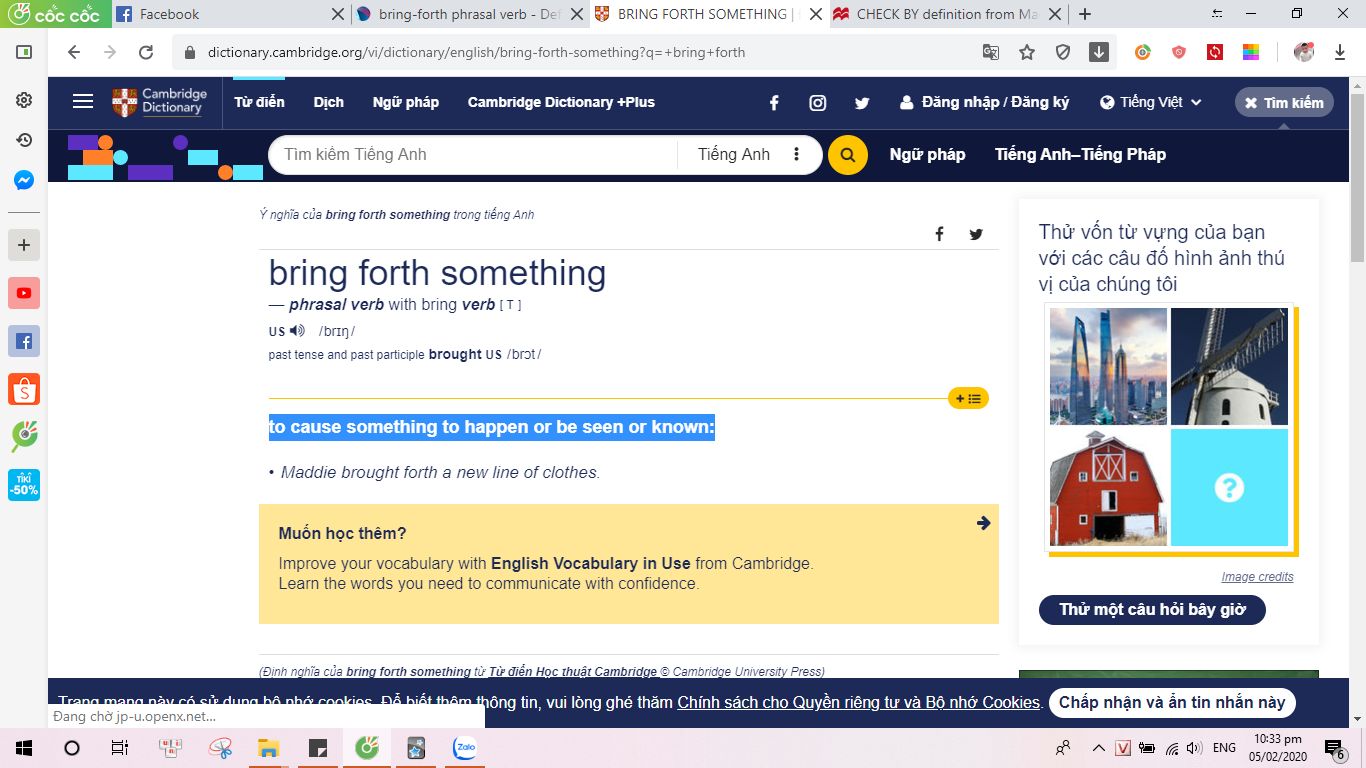 cốc cốc
Facebook
bring-forth phrasal verb - Def
BRING FORTH SOMETHING |
CHECK BY definition from Ma
dictionary.cambridge.org/vi/dictionary/english/bring-forth-something?q=+bring+forth
Cambridge
Dictionary
Từ điển
Dịch
Ngữ pháp
Cambridge Dictionary +Plus
Đăng nhập / Đăng ký
Tiếng Việt
Tìm kiếm
Tìm kiếm Tiếng Anh
Tiếng Anh
Ngữ pháp
Tiếng Anh–Tiếng Pháp
Ý nghĩa của bring forth something trong tiếng Anh
bring forth something
— phrasal verb with bring verb [ T ]
US /brɪŋ/
past tense and past participle brought US /brɔt/
to cause something to happen or be seen or known:
• Maddie brought forth a new line of clothes.
Muốn học thêm?
Improve your vocabulary with English Vocabulary in Use from Cambridge.
Learn the words you need to communicate with confidence.
(Định nghĩa của bring forth something từ Từ điển Học thuật Cambridge © Cambridge University Press)
Thử vốn từ vựng của bạn
với các câu đố hình ảnh thú
vị của chúng tôi
Image credits
Thử một câu hỏi bây giờ
TIKI
-50%
Trang mạng này có sử dụng bộ nhớ cookies. Để biết thêm thông tin, vui lòng ghé thăm Chính sách cho Quyền riêng tư và Bộ nhớ Cookies.
Chấp nhận và ẩn tin nhắn này
Đang chờ jp-u.openx.net...
Zalo
V
ENG
10:33 pm
05/02/2020
6